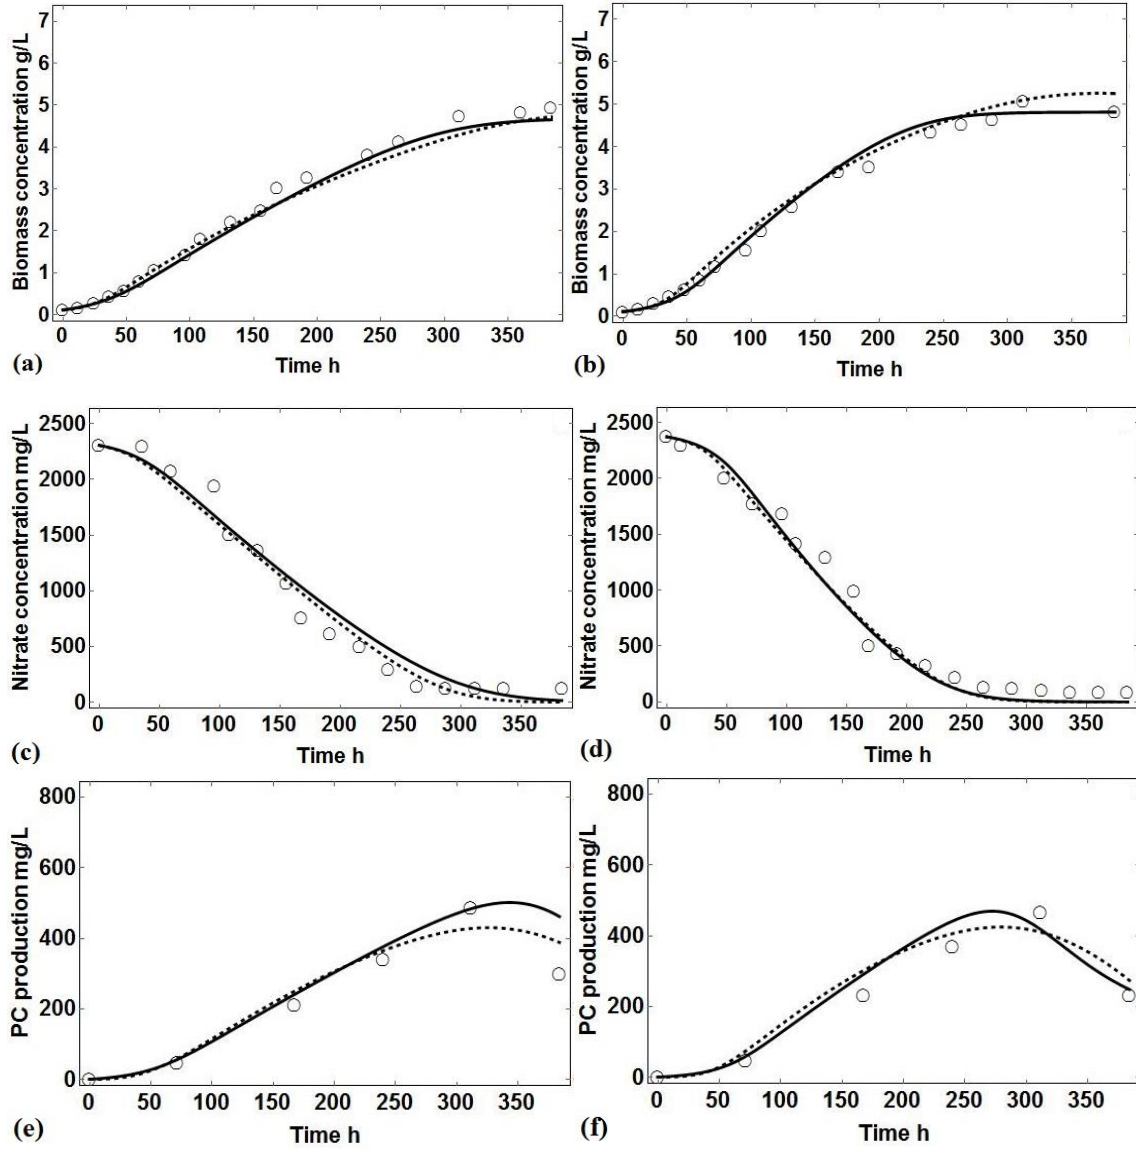 Biomass concentration g/L
7
6
5
4
3
2
1
0
0 50 100 150 200 250 300 350
(a)
Time h
Biomass concentration g/L
7
6
5
4
3
2
1
0
0 50 100 150 200 250 300 350
(b)
Time h
Nitrate concentration mg/L
2500
2000
1500
1000
500
0
0 50 100 150 200 250 300 350
(c)
Time h
Nitrate concentration mg/L
2500
2000
1500
1000
500
0
0 50 100 150 200 250 300 350
(d)
Time h
PC production mg/L
800
600
400
200
0
0 50 100 150 200 250 300 350
(e)
Time h
PC production mg/L
800
600
400
200
0
0 50 100 150 200 250 300 350
(f)
Time h